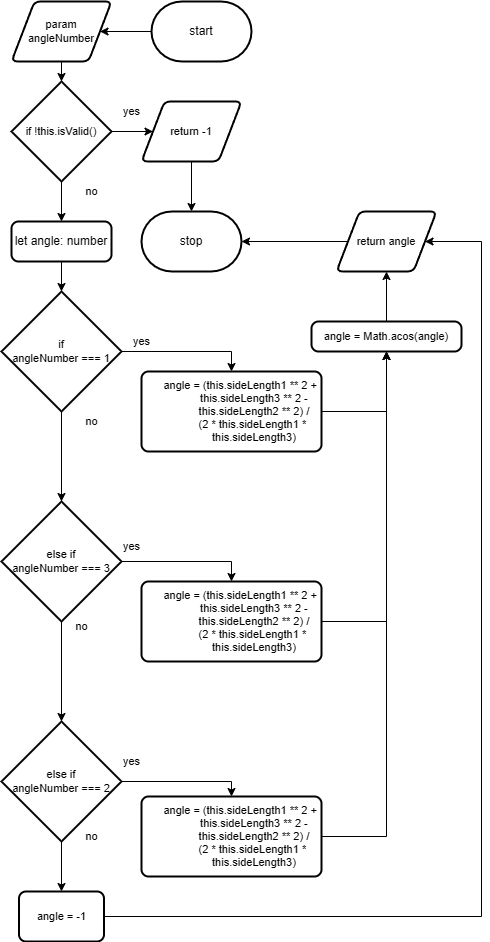 param
angleNumber
start
if !this.isValid()
yes
return -1
no
let angle: number
stop
return angle
if
angleNumber === 1
yes
angle = Math.acos(angle)
angle = (this.sideLength1 ** 2 +
this.sideLength3 ** 2 -
this.sideLength2 ** 2) /
(2 * this.sideLength1 *
this.sideLength3)
no
else if
angleNumber === 3
yes
angle = (this.sideLength1 ** 2 +
this.sideLength3 ** 2 -
this.sideLength2 ** 2) /
(2 * this.sideLength1 *
this.sideLength3)
no
else if
angleNumber === 2
yes
angle = (this.sideLength1 ** 2 +
this.sideLength3 ** 2 -
this.sideLength2 ** 2) /
(2 * this.sideLength1 *
this.sideLength3)
no
angle = -1